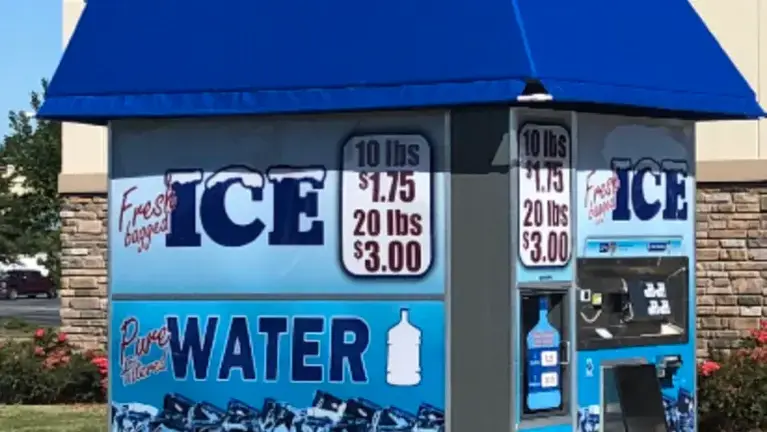 Fresh
bagged
ICE
10 lbs
$1.75
20 lbs
$3.00
Pure
filtered
WATER
10 lbs
$1.75
20 lbs
$3.00
Fresh
bagged
ICE